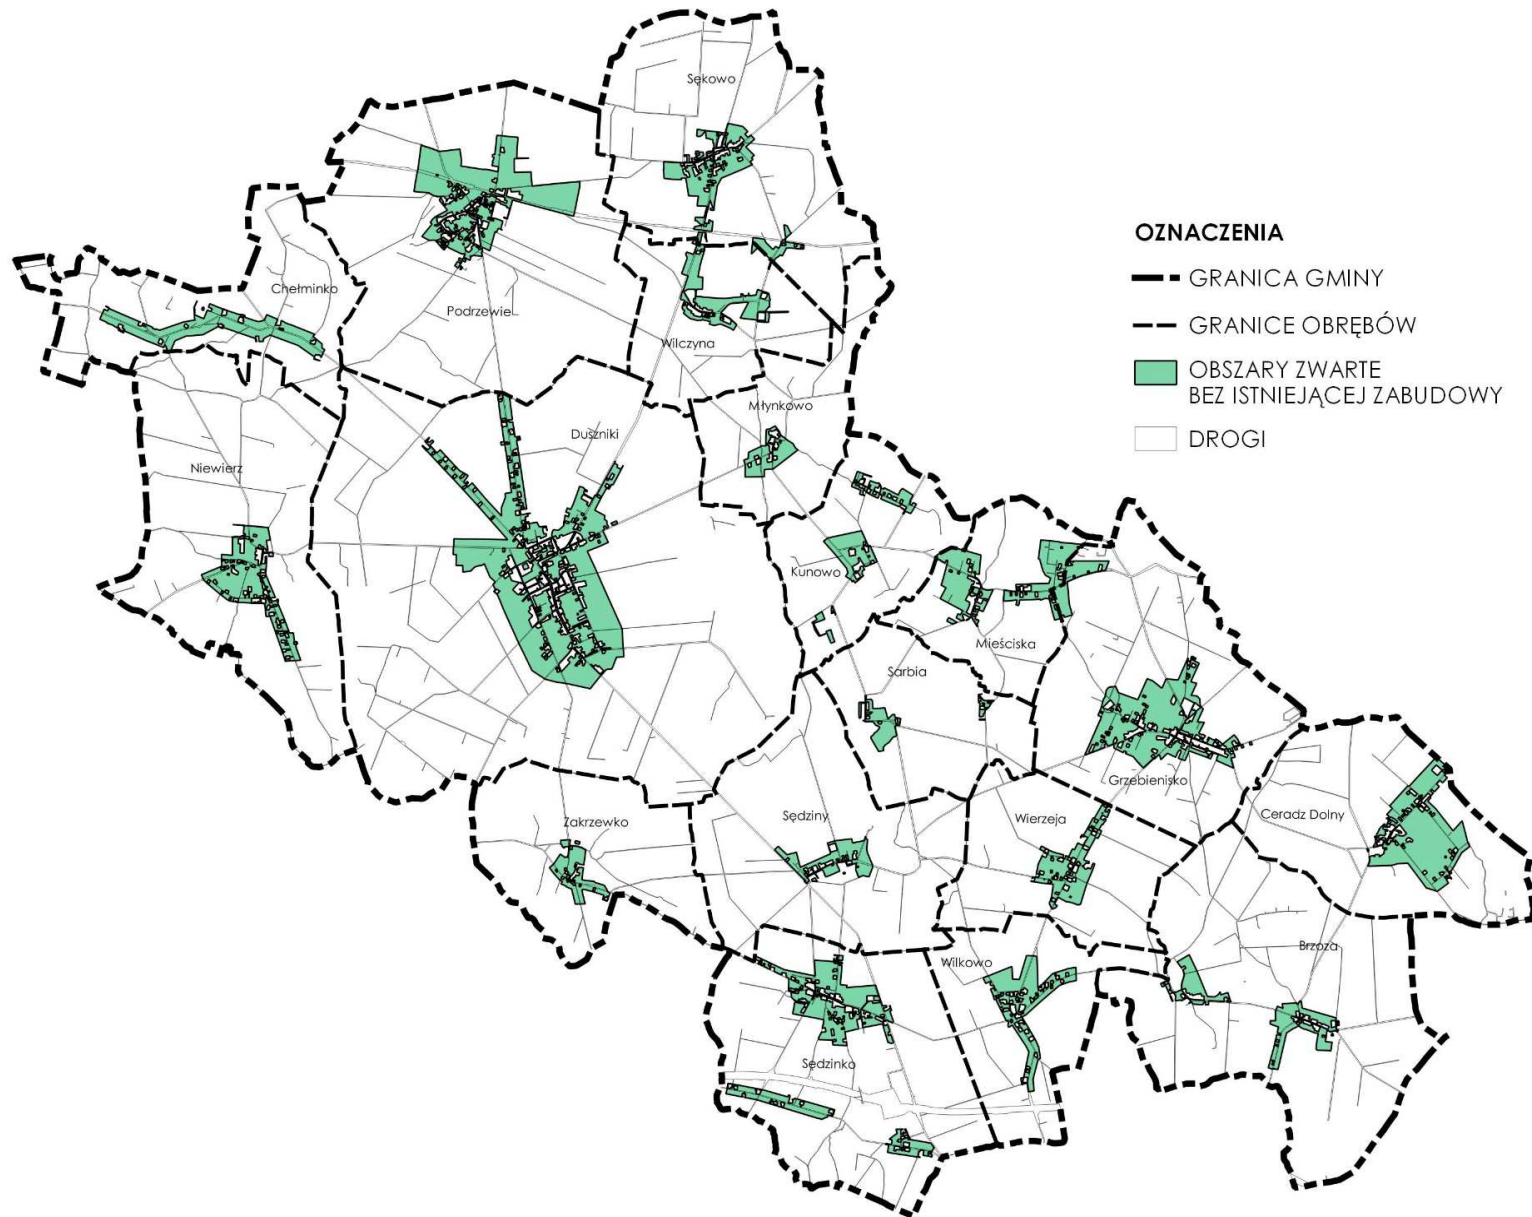 Sękowo
OZNACZENIA
GRANICA GMINY
Chełminko
Podrzewie
GRANICE OBRĘBÓW
Wilczyna
OBSZARY ZWARTE
BEZ ISTNIEJĄCEJ ZABUDOWY
Młynkowo
Duszniki
DROGI
Niewierz
Kunowo
Mieściska
Sarbia
Grzebienisko
Zakrzewko
Sędziny
Wierzeja
Ceradz Dolny
Wilkowo
Brzoza
Sędzinko